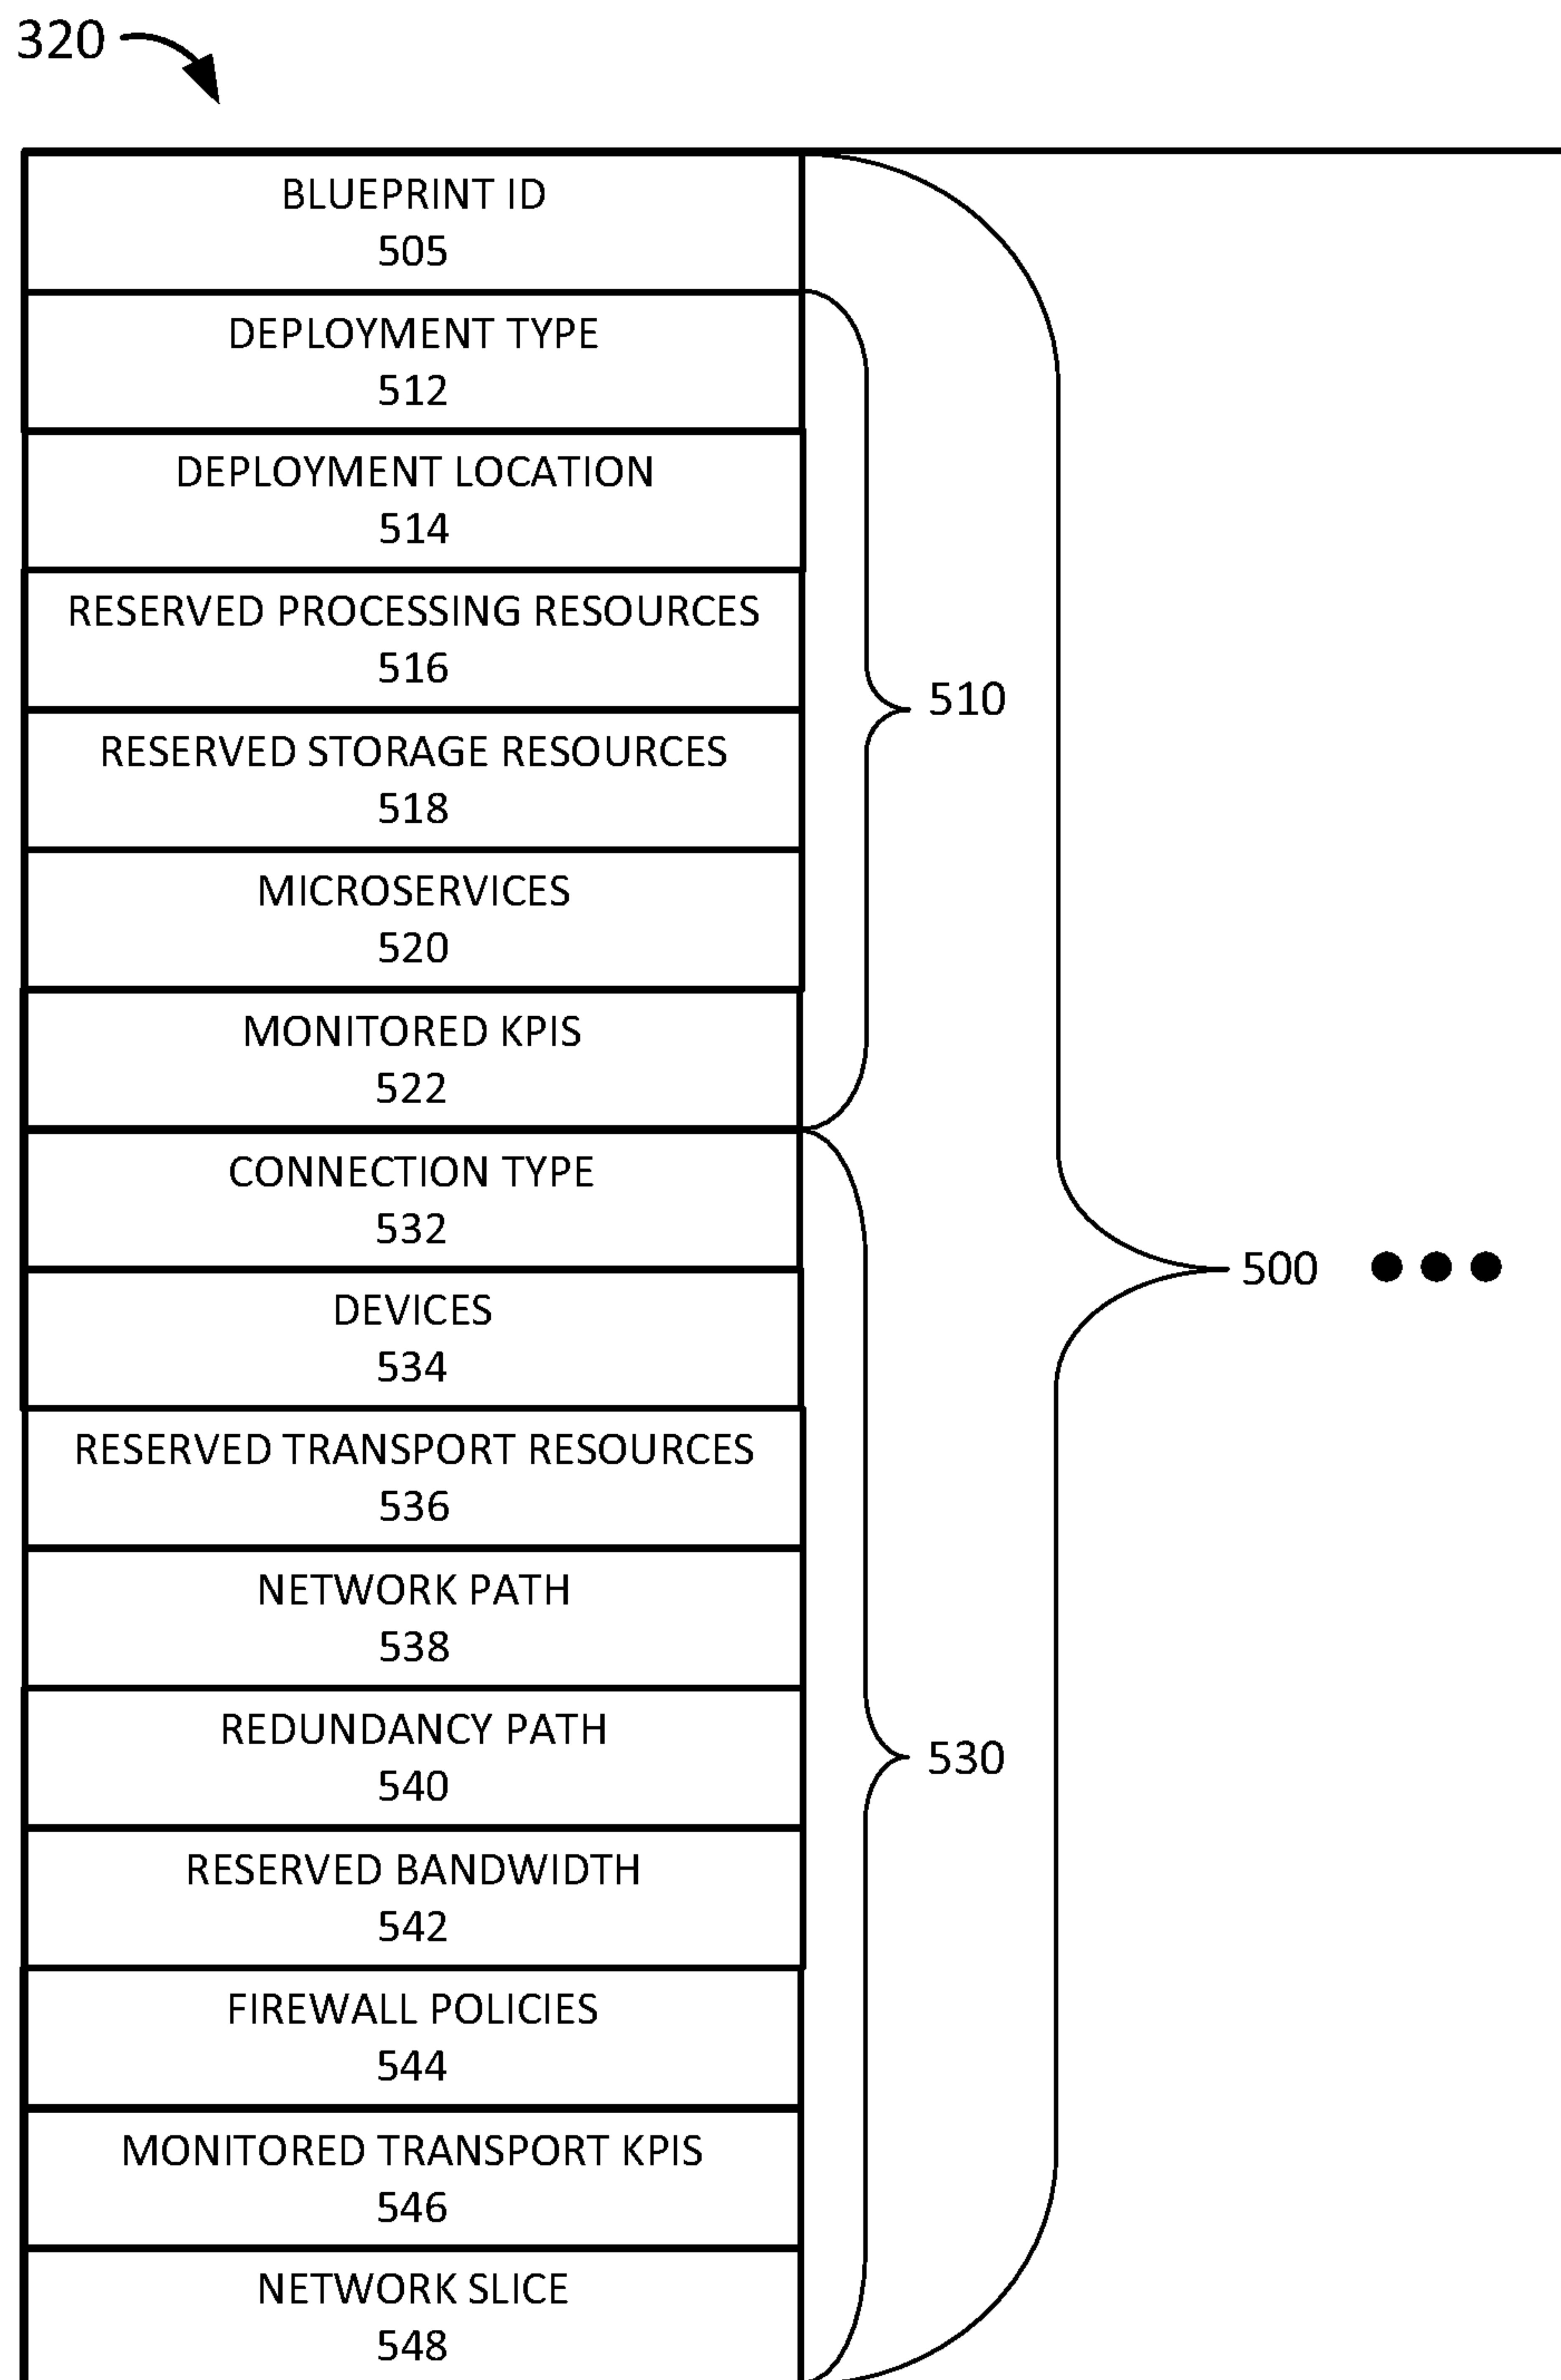 320
BLUEPRINT ID
505
DEPLOYMENT TYPE
512
DEPLOYMENT LOCATION
514
RESERVED PROCESSING RESOURCES
516
510
RESERVED STORAGE RESOURCES
518
MICROSERVICES
520
MONITORED KPIS
522
CONNECTION TYPE
532
500
DEVICES
534
RESERVED TRANSPORT RESOURCES
536
NETWORK PATH
538
REDUNDANCY PATH
540
530
RESERVED BANDWIDTH
542
FIREWALL POLICIES
544
MONITORED TRANSPORT KPIS
546
NETWORK SLICE
548